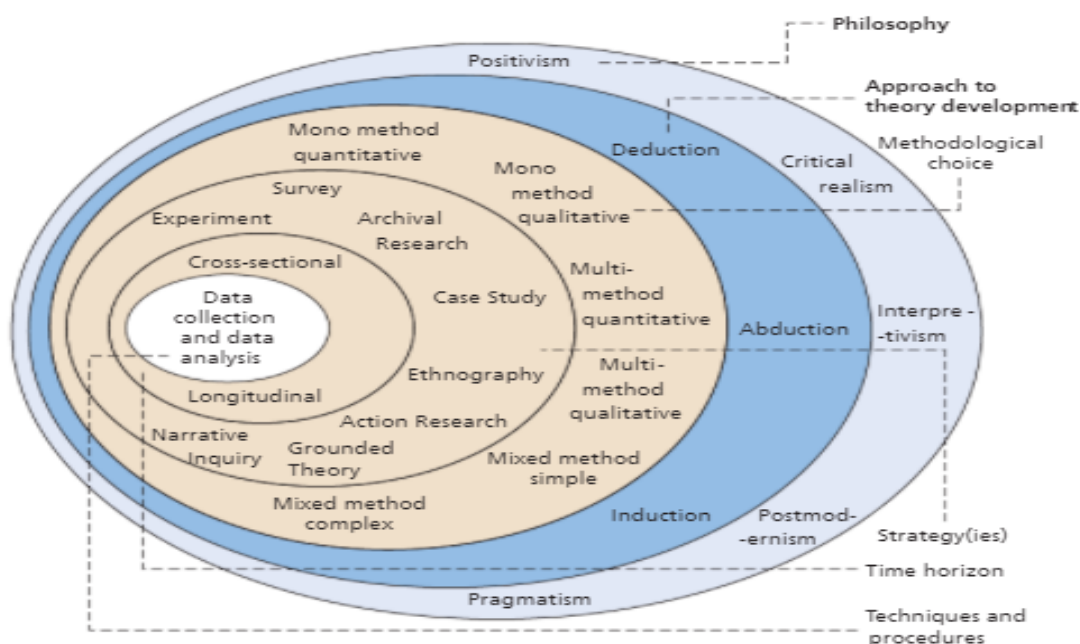 Philosophy
Positivism
Approach to
theory development
Mono method
quantitative
Deduction
Methodological
choice
Critical
realism
Mono
method
qualitative
Survey
Experiment
Archival
Research
Cross-sectional
Multi-
method
quantitative
Data
collection
and data
analysis
Case Study
Interpre -
-tivism
Abduction
Multi-
method
qualitative
Ethnography
Longitudinal
Action Research
Narrative
Inquiry
Grounded
Theory
Mixed method
simple
Mixed method
complex
Induction
Postmod-
-ernism
Strategy(ies)
Time horizon
Pragmatism
Techniques and
procedures